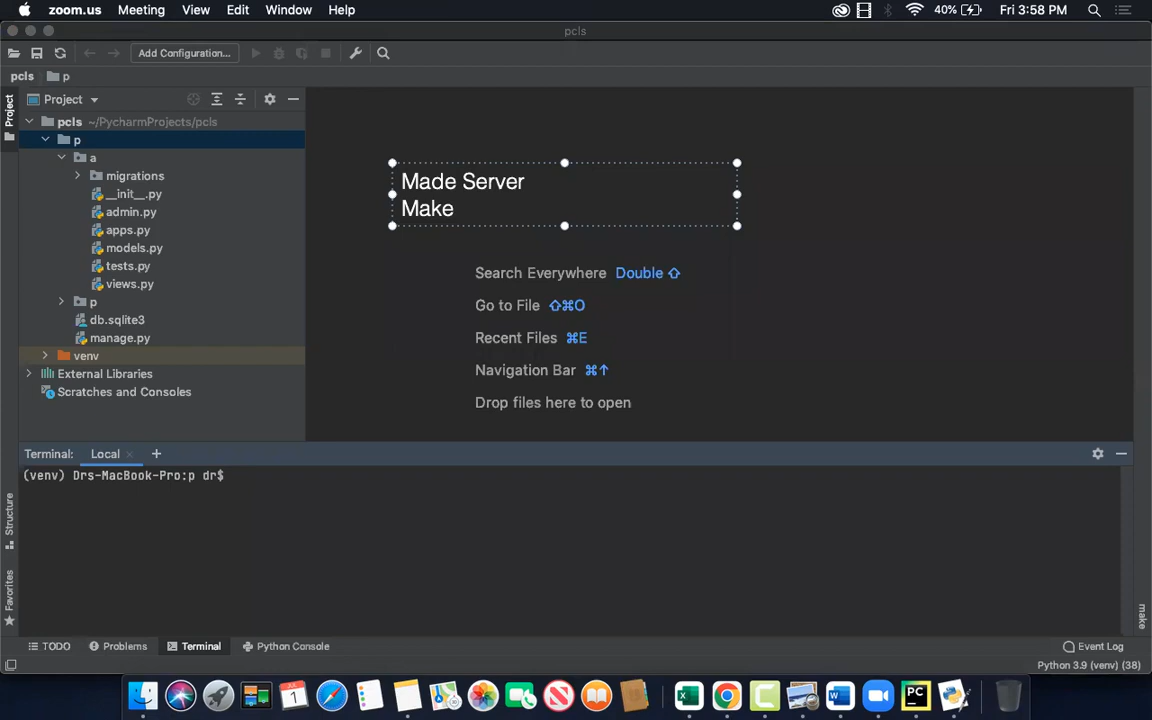 zoom.us Meeting View Edit Window Help 40% Fri 3:58 PM
pcls
Add Configuration...
pcls p
Project
Project
pcls ~/PycharmProjects/pcls
p
a
migrations
__init__.py
admin.py
apps.py
models.py
tests.py
views.py
p
db.sqlite3
manage.py
venv
External Libraries
Scratches and Consoles
Made Server
Make
Search Everywhere Double ⇧
Go to File ⇧⌘O
Recent Files ⌘E
Navigation Bar ⌘↑
Drop files here to open
Terminal: Local × +
(venv) Drs-MacBook-Pro:p dr$
Structure
Favorites
make
TODO Problems Terminal Python Console Event Log
Python 3.9 (venv) (38)
JUL
1
PC